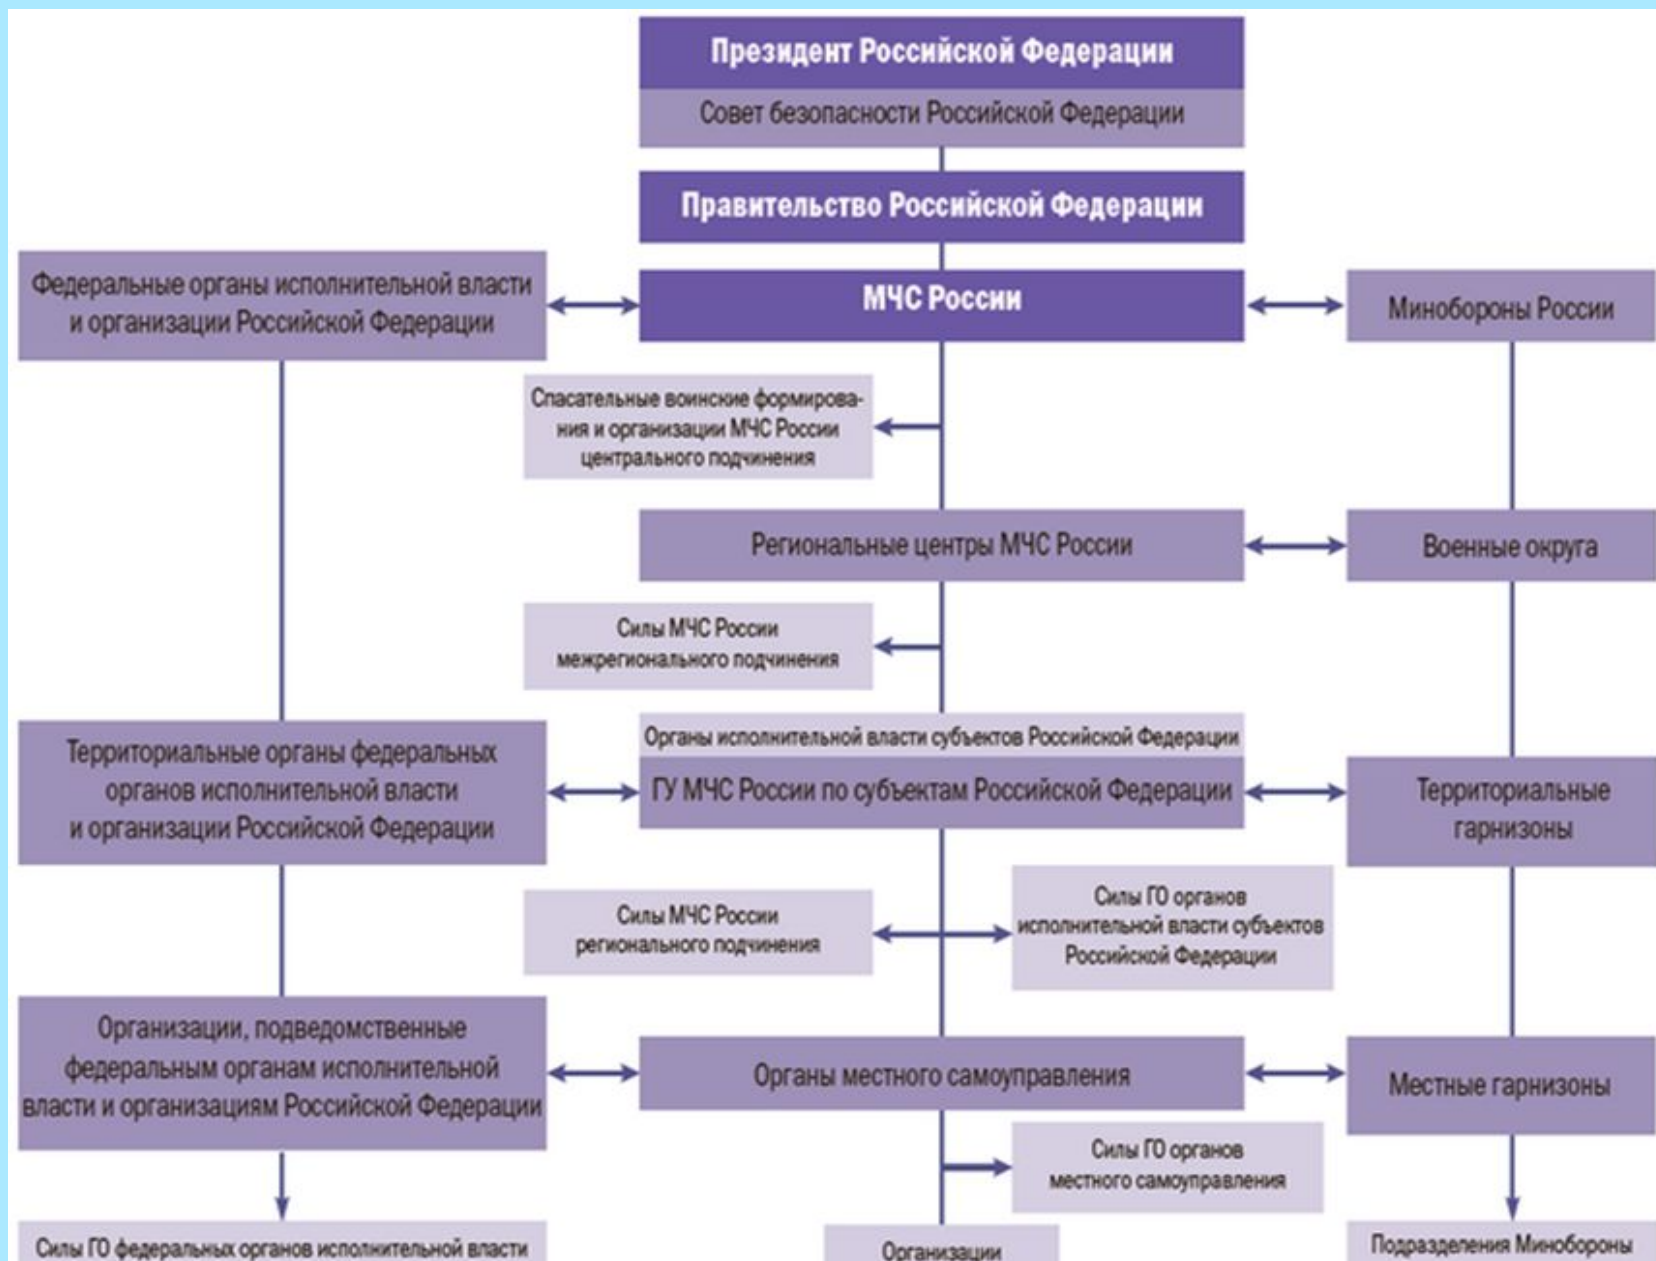 Президент Российской Федерации
Совет безопасности Российской Федерации
Правительство Российской Федерации
Федеральные органы исполнительной власти
и организации Российской Федерации
МЧС России
Минобороны России
Спасательные воинские формирова-
ния и организации МЧС России
центрального подчинения
Региональные центры МЧС России
Военные округа
Силы МЧС России
межрегионального подчинения
Территориальные органы федеральных
органов исполнительной власти
и организации Российской Федерации
Органы исполнительной власти субъектов Российской Федерации
ГУ МЧС России по субъектам Российской Федерации
Территориальные
гарнизоны
Силы МЧС России
регионального подчинения
Силы ГО органов
исполнительной власти субъектов
Российской Федерации
Организации, подведомственные
федеральным органам исполнительной
власти и организациям Российской Федерации
Органы местного самоуправления
Местные гарнизоны
Силы ГО органов
местного самоуправления
Силы ГО федеральных органов исполнительной власти
Организации
Подразделения Минобороны